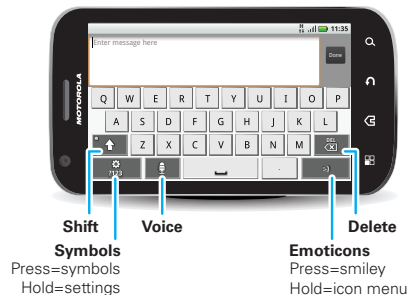 11:35
Enter message here
Done
MOTOROLA
Q W E R T Y U I O P
A S D F G H J K L
Z X C V B N M DEL
?123 . :-)
Shift Voice Delete
Symbols Emoticons
Press=symbols Press=smiley
Hold=settings Hold=icon menu